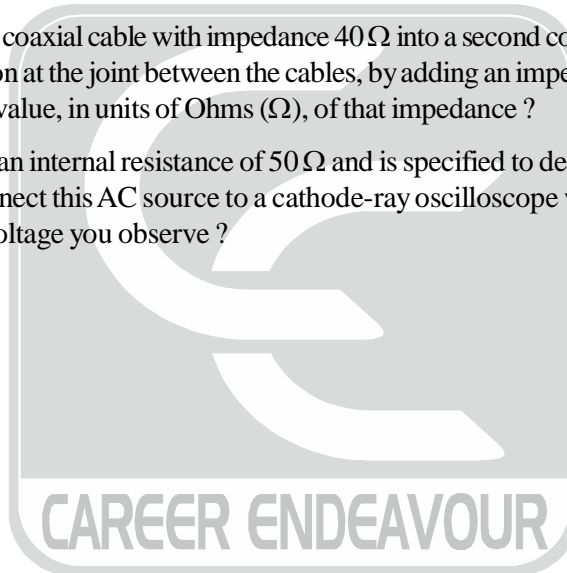 coaxial cable with impedance 40 Ω into a second co
on at the joint between the cables, by adding an impe
value, in units of Ohms (Ω), of that impedance ?
an internal resistance of 50 Ω and is specified to de
nect this AC source to a cathode-ray oscilloscope
oltage you observe ?
CAREER ENDEAVOUR